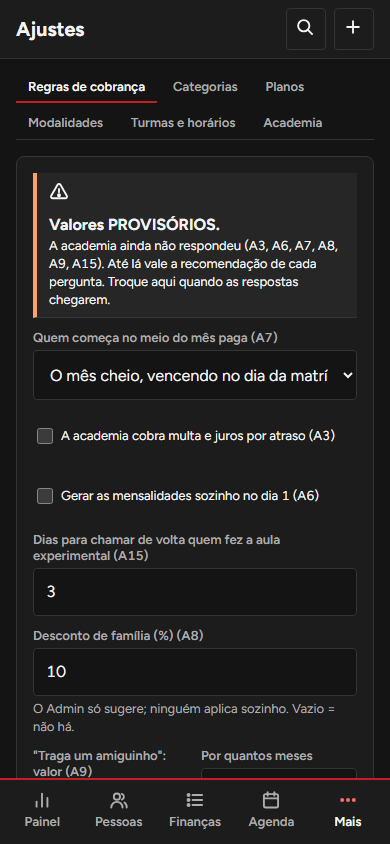 Ajustes
Regras de cobrança
Categorias
Planos
Modalidades
Turmas e horários
Academia
Valores PROVISÓRIOS.
A academia ainda não respondeu (A3, A6, A7, A8,
A9, A15). Até lá vale a recomendação de cada
pergunta. Troque aqui quando as respostas
chegarem.
Quem começa no meio do mês paga (A7)
O mês cheio, vencendo no dia da matrí
A academia cobra multa e juros por atraso (A3)
Gerar as mensalidades sozinho no dia 1 (A6)
Dias para chamar de volta quem fez a aula
experimental (A15)
3
Desconto de família (%) (A8)
10
O Admin só sugere; ninguém aplica sozinho. Vazio =
não há.
"Traga um amiguinho":
valor (A9)
Por quantos meses
Painel
Pessoas
Finanças
Agenda
Mais